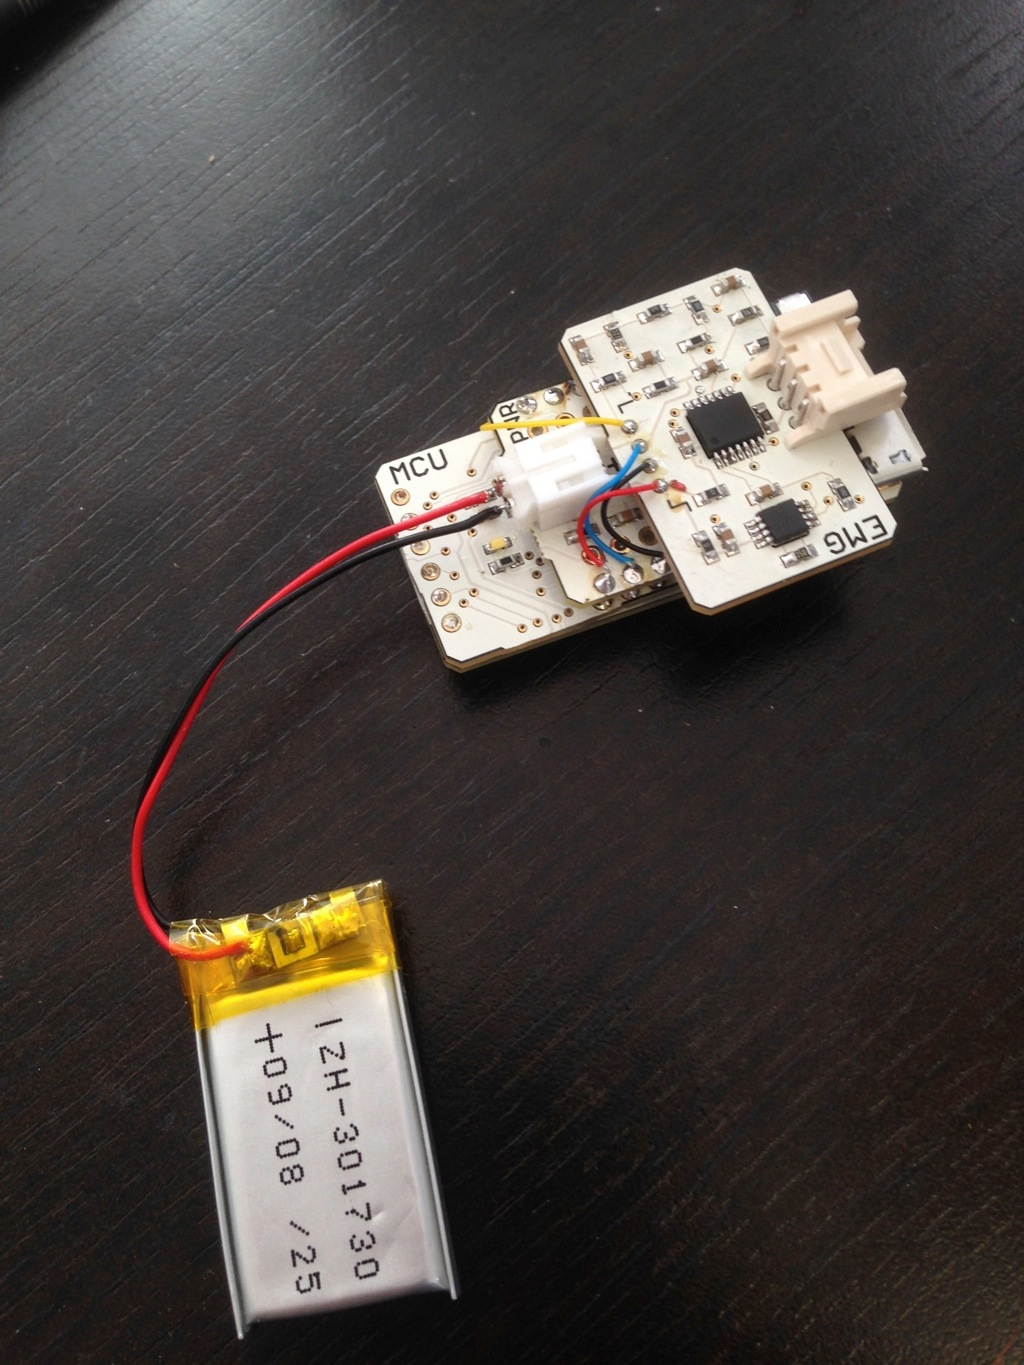 PWR
MCU
EMG
IZH-301730
+09/08 /25